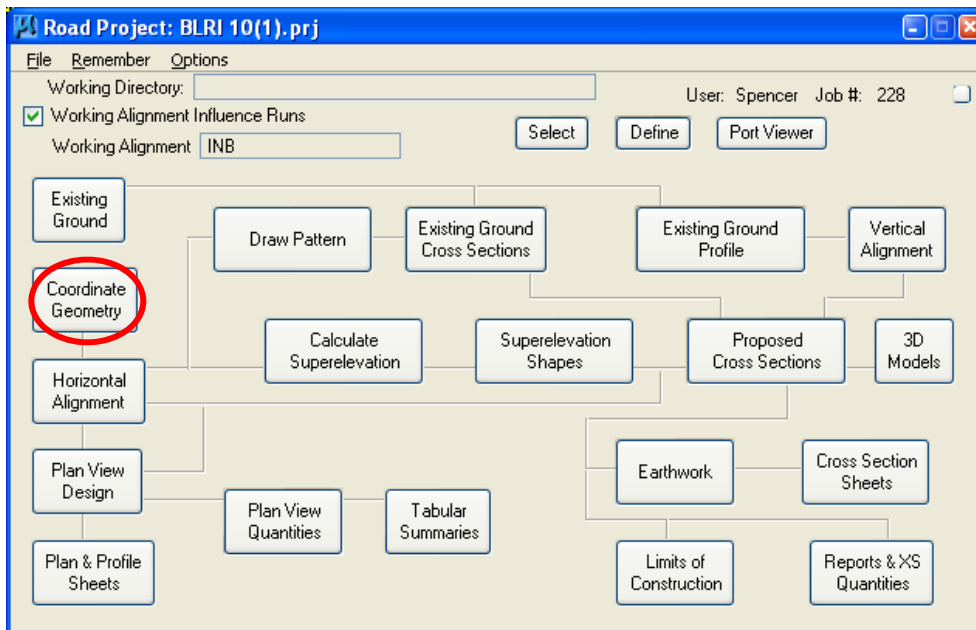 Road Project: BLRI 10(1).prj
File Remember Options
Working Directory:
User: Spencer Job #: 228
Working Alignment Influence Runs
Select Define Port Viewer
Working Alignment INB
Existing
Ground
Draw Pattern
Existing Ground
Cross Sections
Existing Ground
Profile
Vertical
Alignment
Coordinate
Geometry
Calculate
Superelevation
Superelevation
Shapes
Proposed
Cross Sections
3D
Models
Horizontal
Alignment
Plan View
Design
Earthwork
Cross Section
Sheets
Plan View
Quantities
Tabular
Summaries
Plan & Profile
Sheets
Limits of
Construction
Reports & XS
Quantities